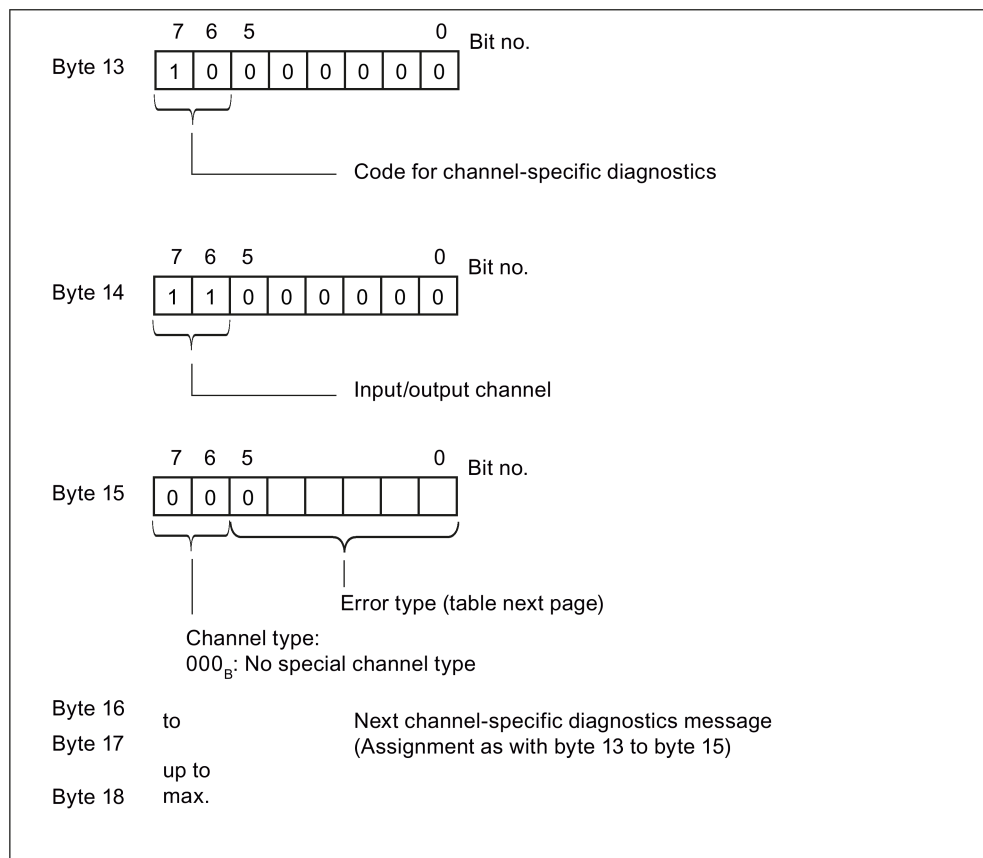 7 6 5 0 Bit no.
Byte 13 1 0 0 0 0 0 0 0
Code for channel-specific diagnostics
7 6 5 0 Bit no.
Byte 14 1 1 0 0 0 0 0 0
Input/output channel
7 6 5 0 Bit no.
Byte 15 0 0 0
Error type (table next page)
Channel type:
000B: No special channel type
Byte 16 to Next channel-specific diagnostics message
Byte 17 (Assignment as with byte 13 to byte 15)
up to
Byte 18 max.